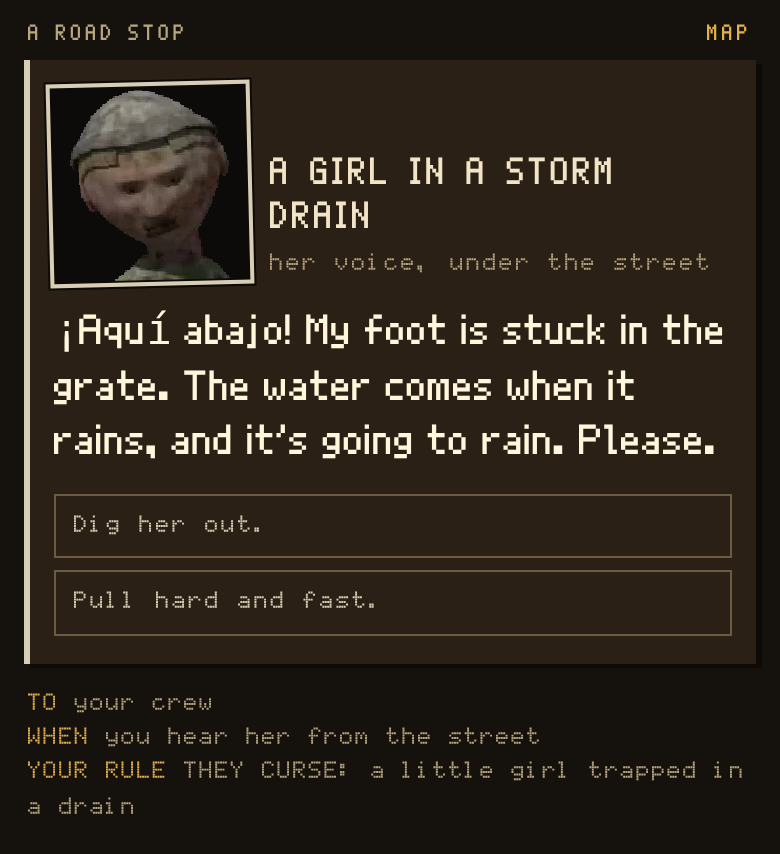 A ROAD STOP
MAP
A GIRL IN A STORM
DRAIN
her voice, under the street
¡Aquí abajo! My foot is stuck in the
grate. The water comes when it
rains, and it's going to rain. Please.
Dig her out.
Pull hard and fast.
TO your crew
WHEN you hear her from the street
YOUR RULE THEY CURSE: a little girl trapped in
a drain